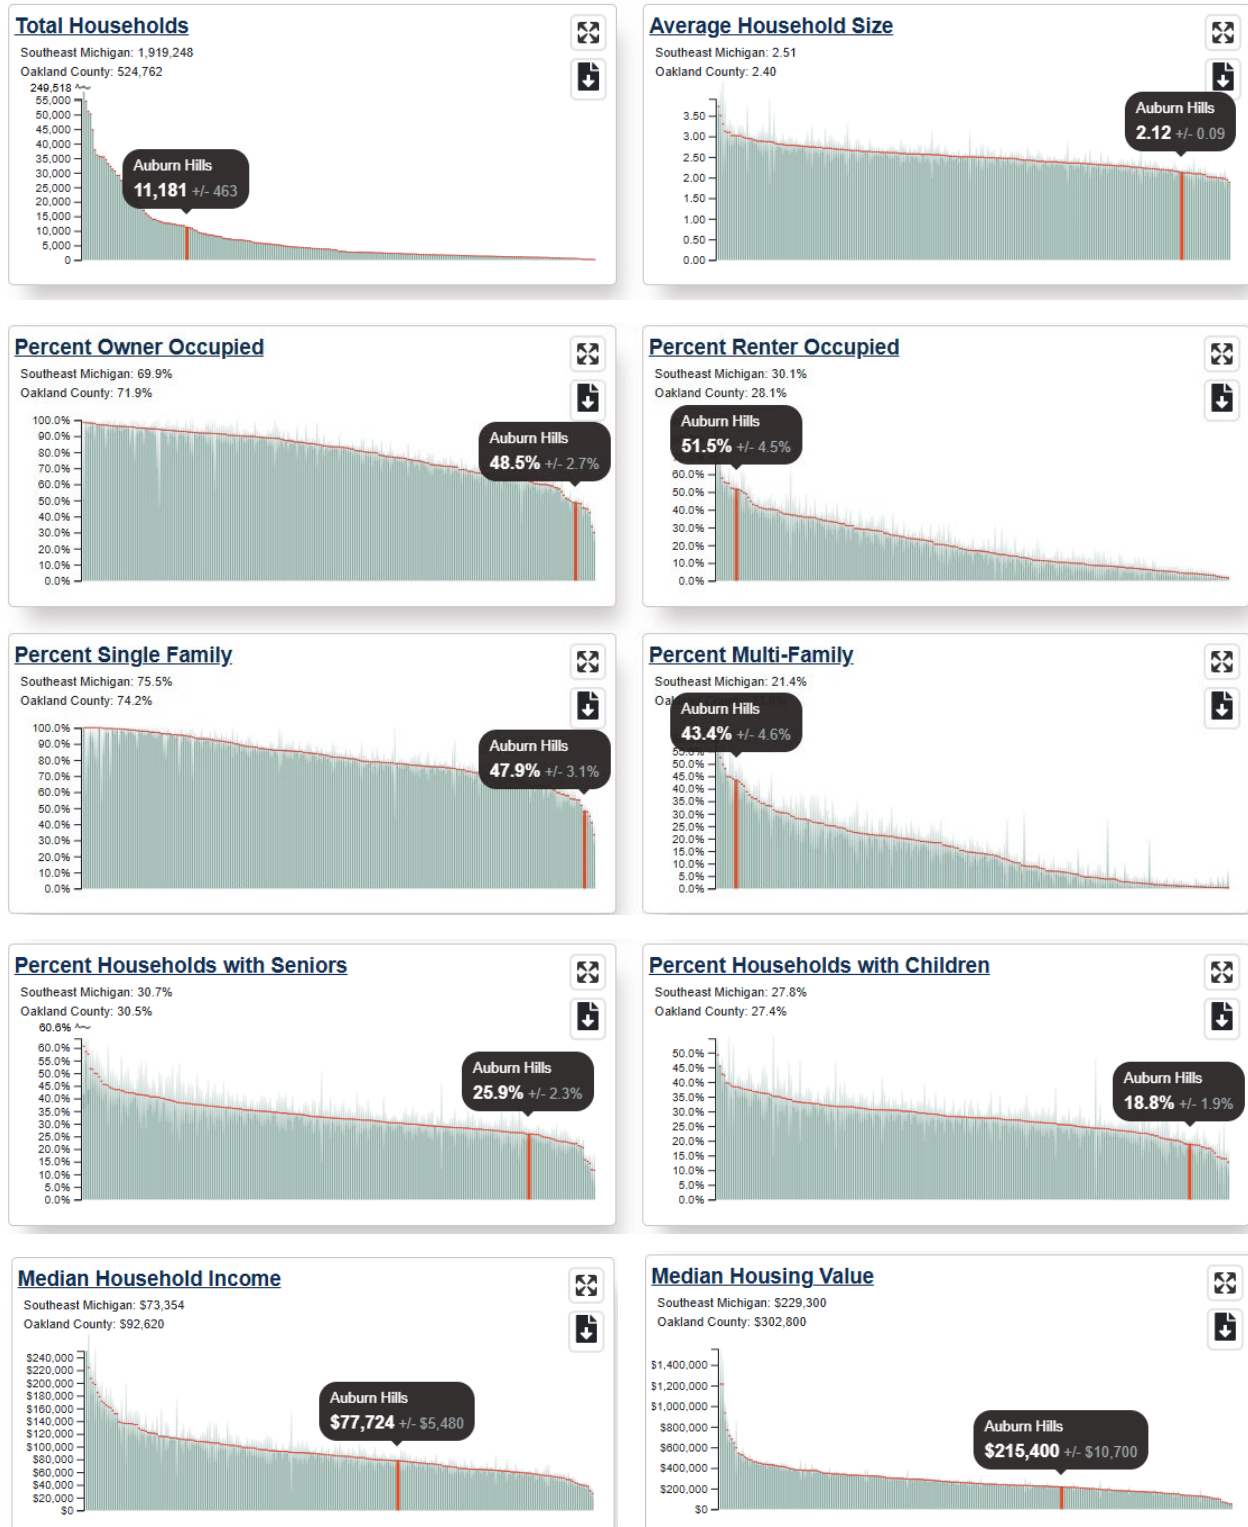 Total Households
Southeast Michigan: 1,919,248
Oakland County: 524,762
249,518
55,000
50,000
45,000
40,000
35,000
30,000
25,000
20,000
15,000
10,000
5,000
0
Auburn Hills
11,181 +/- 463
Average Household Size
Southeast Michigan: 2.51
Oakland County: 2.40
3.50
3.00
2.50
2.00
1.50
1.00
0.50
0.00
Auburn Hills
2.12 +/- 0.09
Percent Owner Occupied
Southeast Michigan: 69.9%
Oakland County: 71.9%
100.0%
90.0%
80.0%
70.0%
60.0%
50.0%
40.0%
30.0%
20.0%
10.0%
0.0%
Auburn Hills
48.5% +/- 2.7%
Percent Renter Occupied
Southeast Michigan: 30.1%
Oakland County: 28.1%
Auburn Hills
51.5% +/- 4.5%
60.0%
50.0%
40.0%
30.0%
20.0%
10.0%
0.0%
Percent Single Family
Southeast Michigan: 75.5%
Oakland County: 74.2%
100.0%
90.0%
80.0%
70.0%
60.0%
50.0%
40.0%
30.0%
20.0%
10.0%
0.0%
Auburn Hills
47.9% +/- 3.1%
Percent Multi-Family
Southeast Michigan: 21.4%
Auburn Hills
43.4% +/- 4.6%
55.0%
50.0%
45.0%
40.0%
35.0%
30.0%
25.0%
20.0%
15.0%
10.0%
5.0%
0.0%
Percent Households with Seniors
Southeast Michigan: 30.7%
Oakland County: 30.5%
60.6%
60.0%
55.0%
50.0%
45.0%
40.0%
35.0%
30.0%
25.0%
20.0%
15.0%
10.0%
5.0%
0.0%
Auburn Hills
25.9% +/- 2.3%
Percent Households with Children
Southeast Michigan: 27.8%
Oakland County: 27.4%
50.0%
45.0%
40.0%
35.0%
30.0%
25.0%
20.0%
15.0%
10.0%
5.0%
0.0%
Auburn Hills
18.8% +/- 1.9%
Median Household Income
Southeast Michigan: $73,354
Oakland County: $92,620
$240,000
$220,000
$200,000
$180,000
$160,000
$140,000
$120,000
$100,000
$80,000
$60,000
$40,000
$20,000
$0
Auburn Hills
$77,724 +/- $5,480
Median Housing Value
Southeast Michigan: $229,300
Oakland County: $302,800
$1,400,000
$1,200,000
$1,000,000
$800,000
$600,000
$400,000
$200,000
$0
Auburn Hills
$215,400 +/- $10,700